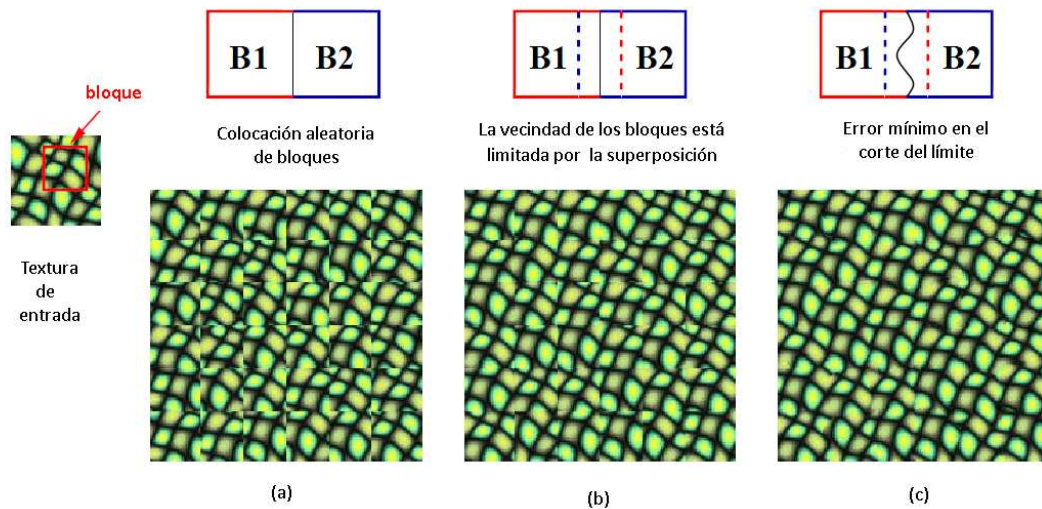 B1 B2
B1 B2
B1 B2
bloque
Colocación aleatoria
de bloques
La vecindad de los bloques está
limitada por la superposición
Error mínimo en el
corte del límite
Textura
de
entrada
(a)
(b)
(c)